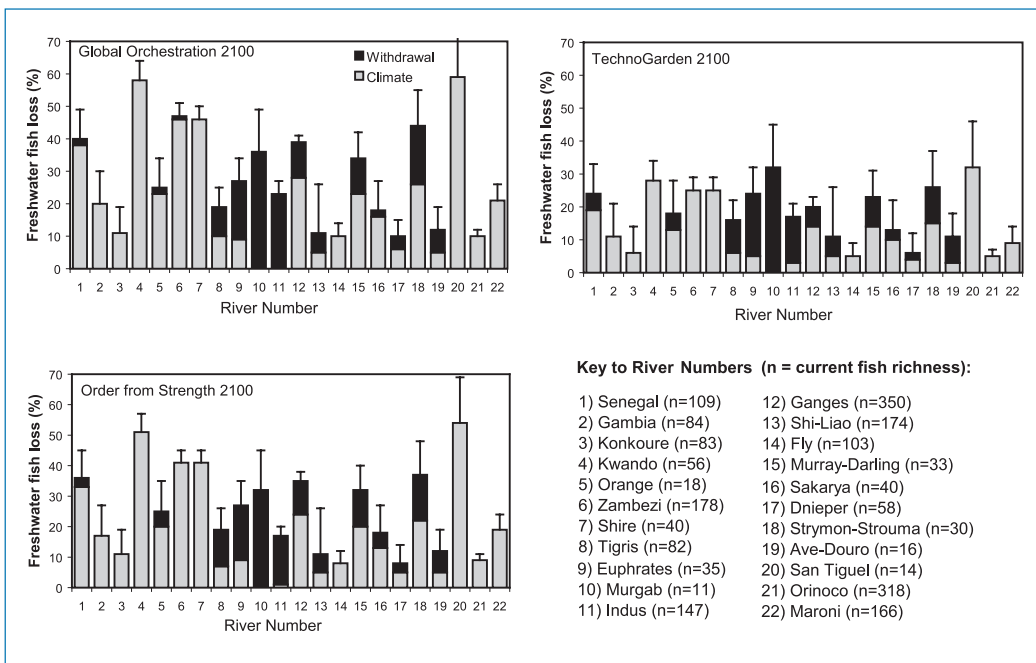 Global Orchestration 2100
Withdrawal
Climate
Freshwater fish loss (%)
70
60
50
40
30
20
10
0
1 2 3 4 5 6 7 8 9 10 11 12 13 14 15 16 17 18 19 20 21 22
River Number
TechnoGarden 2100
Freshwater fish loss (%)
70
60
50
40
30
20
10
0
1 2 3 4 5 6 7 8 9 10 11 12 13 14 15 16 17 18 19 20 21 22
River Number
Order from Strength 2100
Freshwater fish loss (%)
70
60
50
40
30
20
10
0
1 2 3 4 5 6 7 8 9 10 11 12 13 14 15 16 17 18 19 20 21 22
River Number
Key to River Numbers (n = current fish richness):
1) Senegal (n=109)
2) Gambia (n=84)
3) Konkoure (n=83)
4) Kwando (n=56)
5) Orange (n=18)
6) Zambezi (n=178)
7) Shire (n=40)
8) Tigris (n=82)
9) Euphrates (n=35)
10) Murgab (n=11)
11) Indus (n=147)
12) Ganges (n=350)
13) Shi-Liao (n=174)
14) Fly (n=103)
15) Murray-Darling (n=33)
16) Sakarya (n=40)
17) Dnieper (n=58)
18) Strymon-Strouma (n=30)
19) Ave-Douro (n=16)
20) San Tiguel (n=14)
21) Orinoco (n=318)
22) Maroni (n=166)